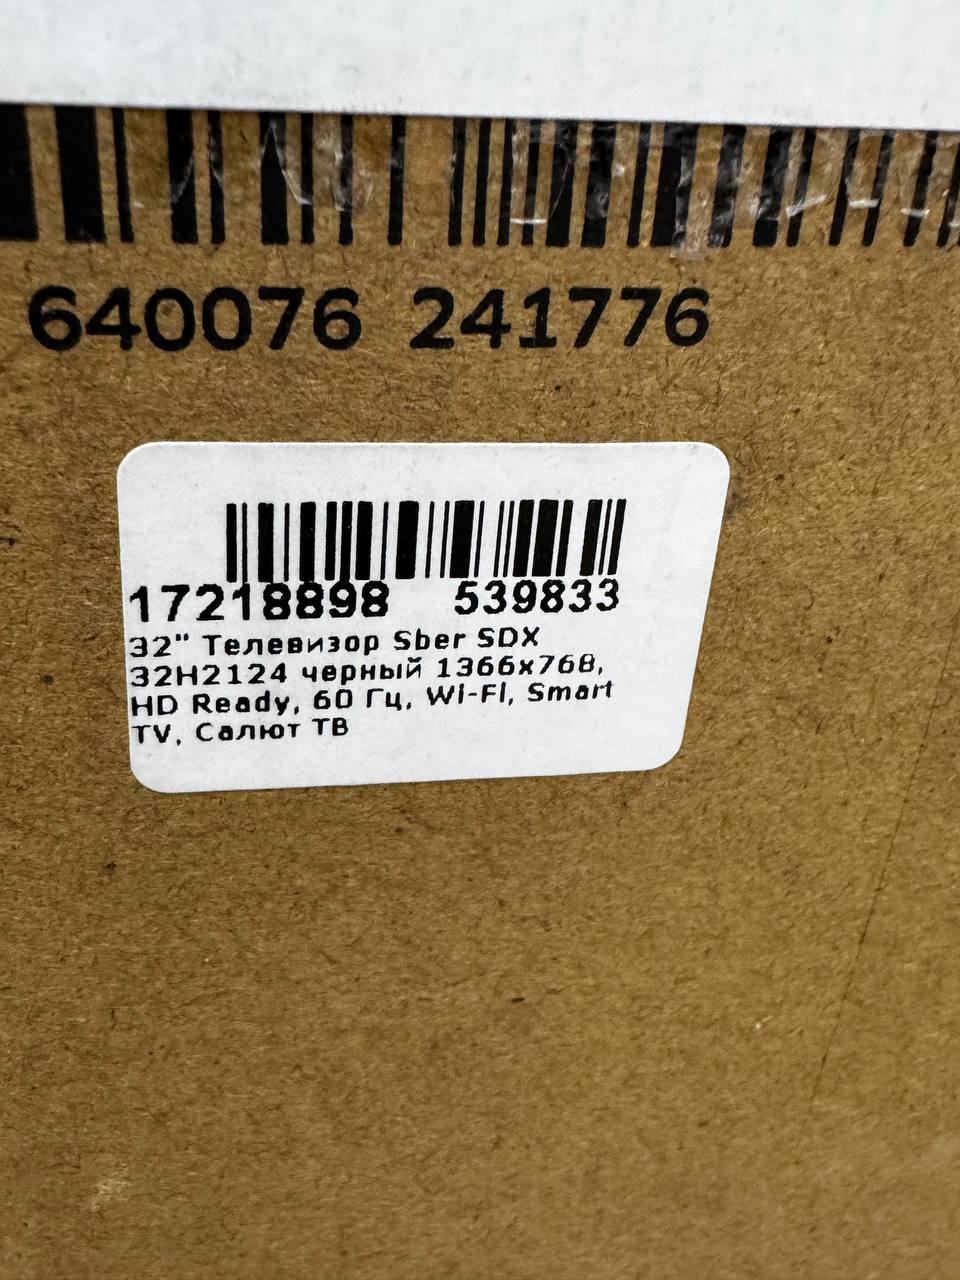 640076 241776
17218898 539833
32" Телевизор Sber SDX
32H2124 черный 1366x768,
HD Ready, 60 Гц, Wi-Fi, Smart
TV, Салют ТВ